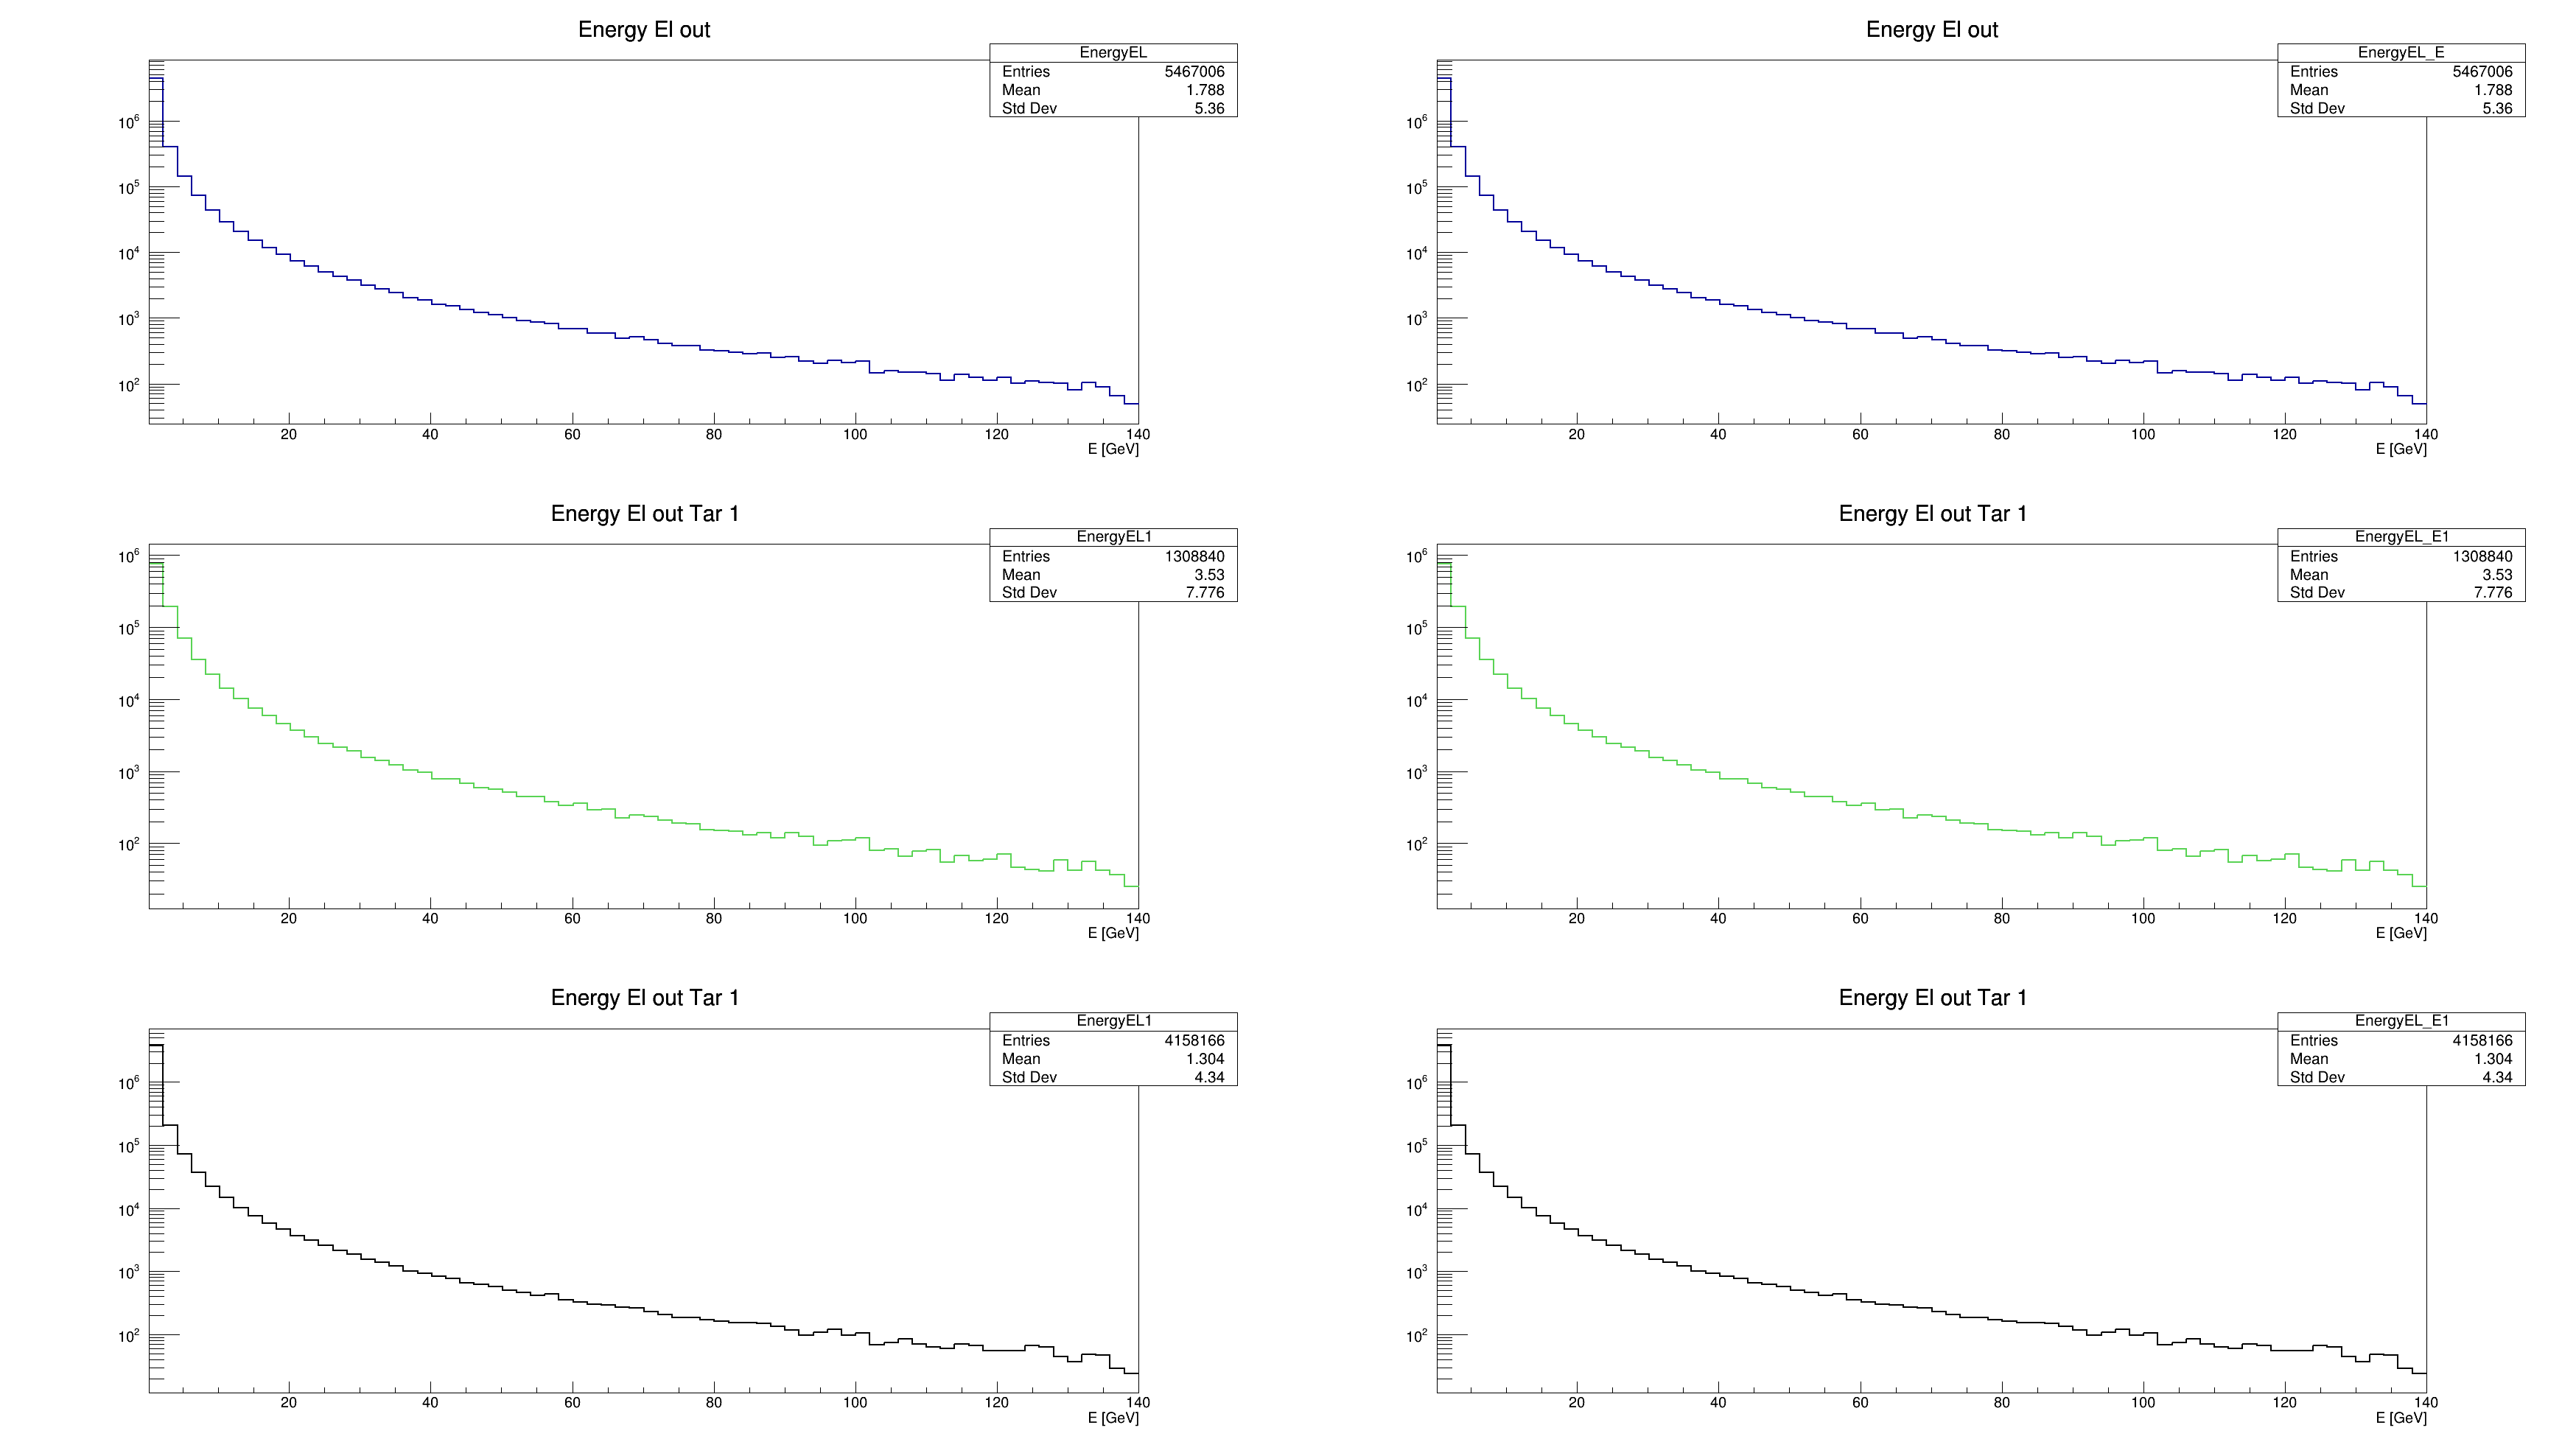 Energy El out
EnergyEL
Entries 5467006
Mean 1.788
Std Dev 5.36
10^6
10^5
10^4
10^3
10^2
20 40 60 80 100 120 140
E [GeV]
Energy El out
EnergyEL_E
Entries 5467006
Mean 1.788
Std Dev 5.36
10^6
10^5
10^4
10^3
10^2
20 40 60 80 100 120 140
E [GeV]
Energy El out Tar 1
EnergyEL1
Entries 1308840
Mean 3.53
Std Dev 7.776
10^6
10^5
10^4
10^3
10^2
20 40 60 80 100 120 140
E [GeV]
Energy El out Tar 1
EnergyEL_E1
Entries 1308840
Mean 3.53
Std Dev 7.776
10^6
10^5
10^4
10^3
10^2
20 40 60 80 100 120 140
E [GeV]
Energy El out Tar 1
EnergyEL1
Entries 4158166
Mean 1.304
Std Dev 4.34
10^6
10^5
10^4
10^3
10^2
20 40 60 80 100 120 140
E [GeV]
Energy El out Tar 1
EnergyEL_E1
Entries 4158166
Mean 1.304
Std Dev 4.34
10^6
10^5
10^4
10^3
10^2
20 40 60 80 100 120 140
E [GeV]